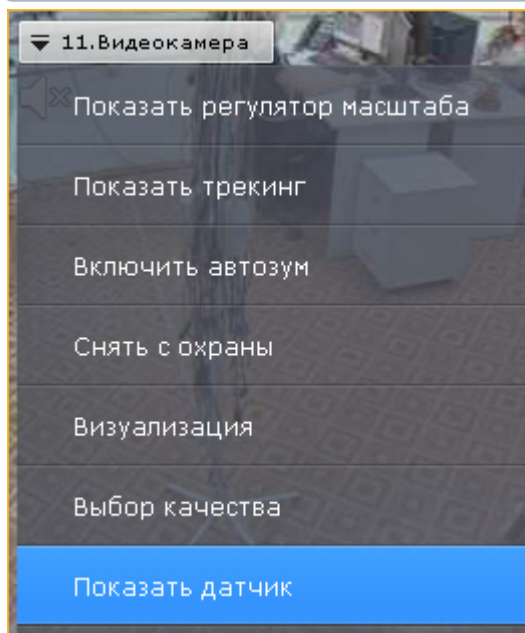 11.Видеокамера
Показать регулятор масштаба
Показать трекинг
Включить автозум
Снять с охраны
Визуализация
Выбор качества
Показать датчик